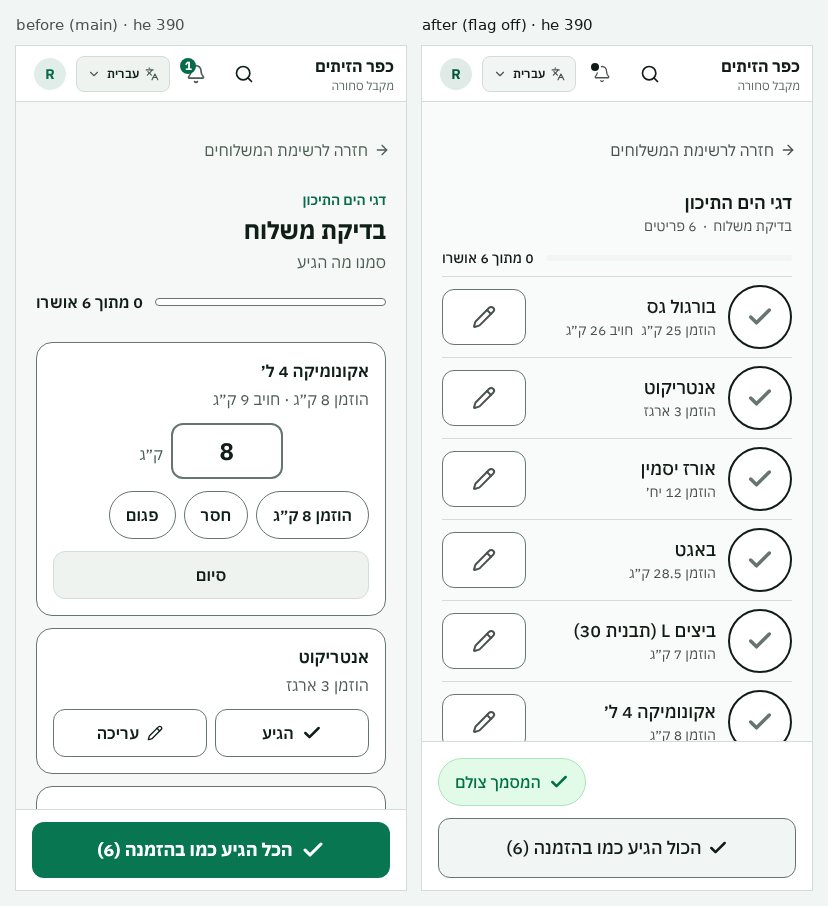 before (main) · he 390
כפר הזיתים
מקבל סחורה
1
עברית
R
חזרה לרשימת המשלוחים
דגי הים התיכון
בדיקת משלוח
סמנו מה הגיע
0 מתוך 6 אושרו
אקונומיקה 4 ל׳
הוזמן 8 ק״ג · חויב 9 ק״ג
8 ק״ג
הוזמן 8 ק״ג
חסר
פגום
סיום
אנטריקוט
הוזמן 3 ארגז
הגיע
עריכה
הכל הגיע כמו בהזמנה (6)
after (flag off) · he 390
כפר הזיתים
מקבל סחורה
עברית
R
חזרה לרשימת המשלוחים
דגי הים התיכון
בדיקת משלוח · 6 פריטים
0 מתוך 6 אושרו
בורגול גס
הוזמן 25 ק״ג חויב 26 ק״ג
אנטריקוט
הוזמן 3 ארגז
אורז יסמין
הוזמן 12 יח׳
באגט
הוזמן 28.5 ק״ג
ביצים L (תבנית 30)
הוזמן 7 ק״ג
אקונומיקה 4 ל׳
הוזמן 8 ק״ג
המסמך צולם
הכול הגיע כמו בהזמנה (6)